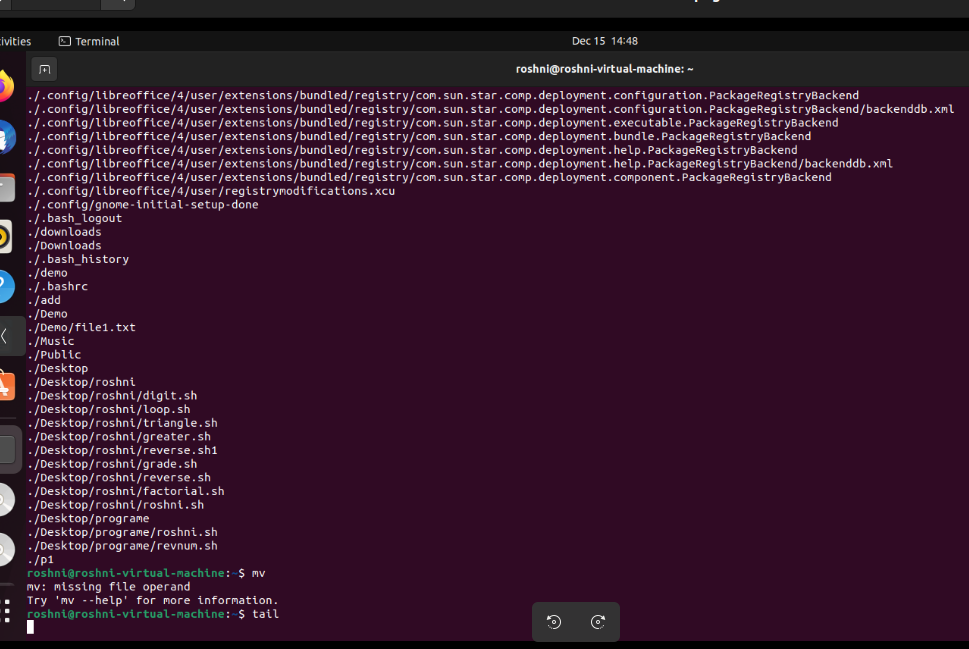 ivities
Terminal
Dec 15 14:48
roshni@roshni-virtual-machine: ~
./.config/libreoffice/4/user/extensions/bundled/registry/com.sun.star.comp.deployment.configuration.PackageRegistryBackend
./.config/libreoffice/4/user/extensions/bundled/registry/com.sun.star.comp.deployment.configuration.PackageRegistryBackend/backenddb.xml
./.config/libreoffice/4/user/extensions/bundled/registry/com.sun.star.comp.deployment.executable.PackageRegistryBackend
./.config/libreoffice/4/user/extensions/bundled/registry/com.sun.star.comp.deployment.bundle.PackageRegistryBackend
./.config/libreoffice/4/user/extensions/bundled/registry/com.sun.star.comp.deployment.help.PackageRegistryBackend
./.config/libreoffice/4/user/extensions/bundled/registry/com.sun.star.comp.deployment.help.PackageRegistryBackend/backenddb.xml
./.config/libreoffice/4/user/extensions/bundled/registry/com.sun.star.comp.deployment.component.PackageRegistryBackend
./.config/libreoffice/4/user/registrymodifications.xcu
./.config/gnome-initial-setup-done
./.bash_logout
./downloads
./Downloads
./.bash_history
./demo
./.bashrc
./add
./Demo
./Demo/file1.txt
./Music
./Public
./Desktop
./Desktop/roshni
./Desktop/roshni/digit.sh
./Desktop/roshni/loop.sh
./Desktop/roshni/triangle.sh
./Desktop/roshni/greater.sh
./Desktop/roshni/reverse.sh1
./Desktop/roshni/grade.sh
./Desktop/roshni/reverse.sh
./Desktop/roshni/factorial.sh
./Desktop/roshni/roshni.sh
./Desktop/programe
./Desktop/programe/roshni.sh
./Desktop/programe/revnum.sh
./p1
roshni@roshni-virtual-machine:~$ mv
mv: missing file operand
Try 'mv --help' for more information.
roshni@roshni-virtual-machine:~$ tail